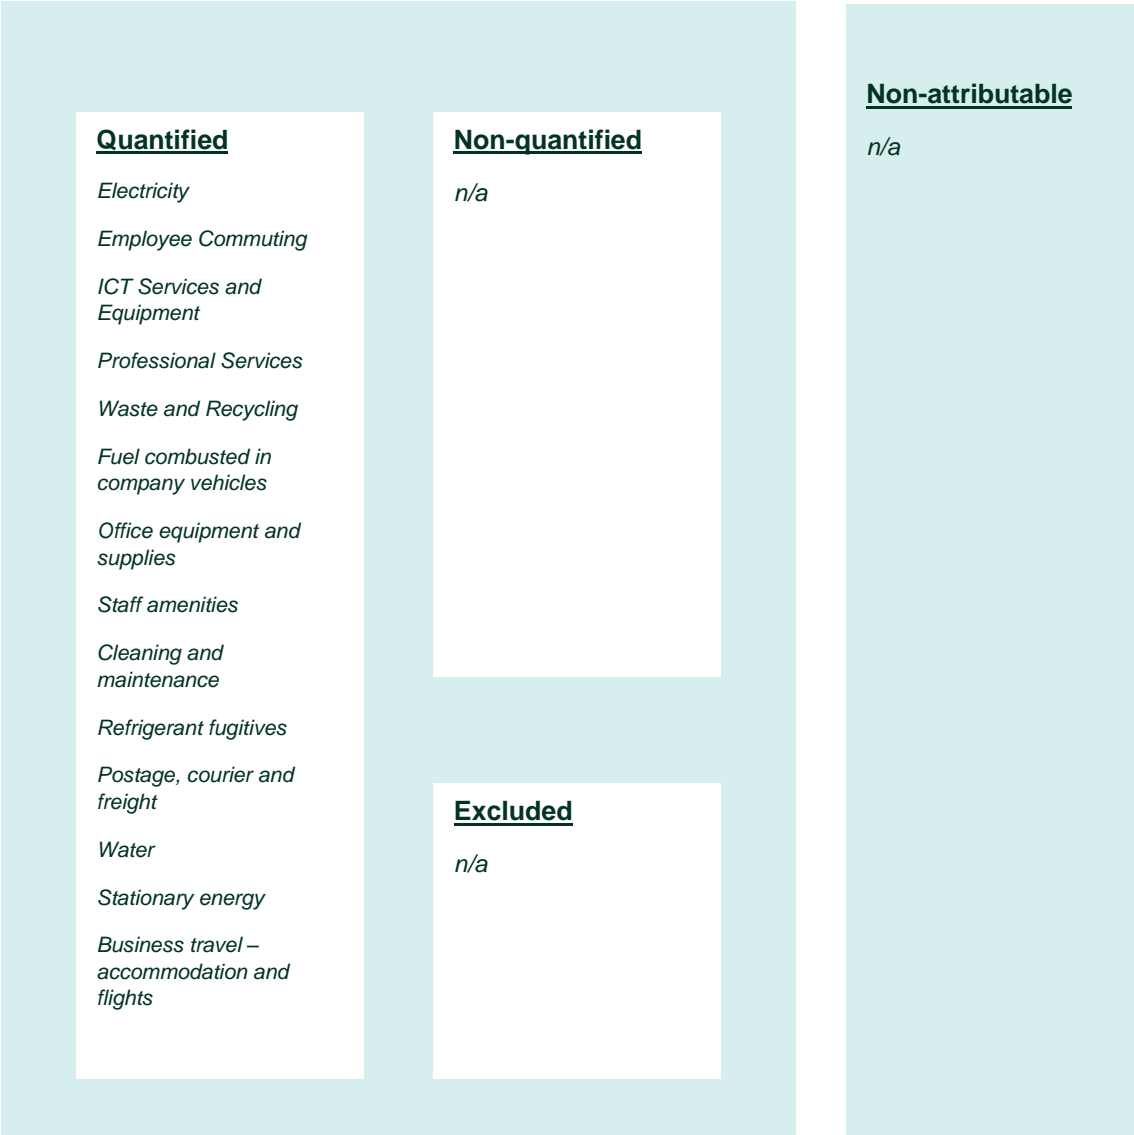 Quantified
Electricity
Employee Commuting
ICT Services and
Equipment
Professional Services
Waste and Recycling
Fuel combusted in
company vehicles
Office equipment and
supplies
Staff amenities
Cleaning and
maintenance
Refrigerant fugitives
Postage, courier and
freight
Water
Stationary energy
Business travel –
accommodation and
flights
Non-quantified
n/a
Excluded
n/a
Non-attributable
n/a